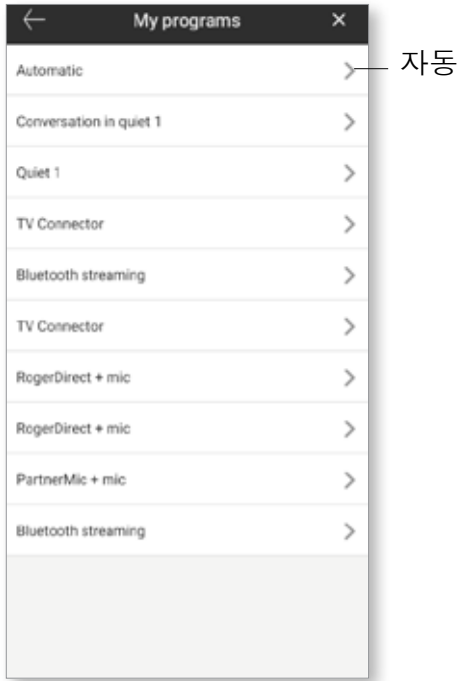 My programs
Automatic
자동
Conversation in quiet 1
Quiet 1
TV Connector
Bluetooth streaming
TV Connector
RogerDirect + mic
RogerDirect + mic
PartnerMic + mic
Bluetooth streaming